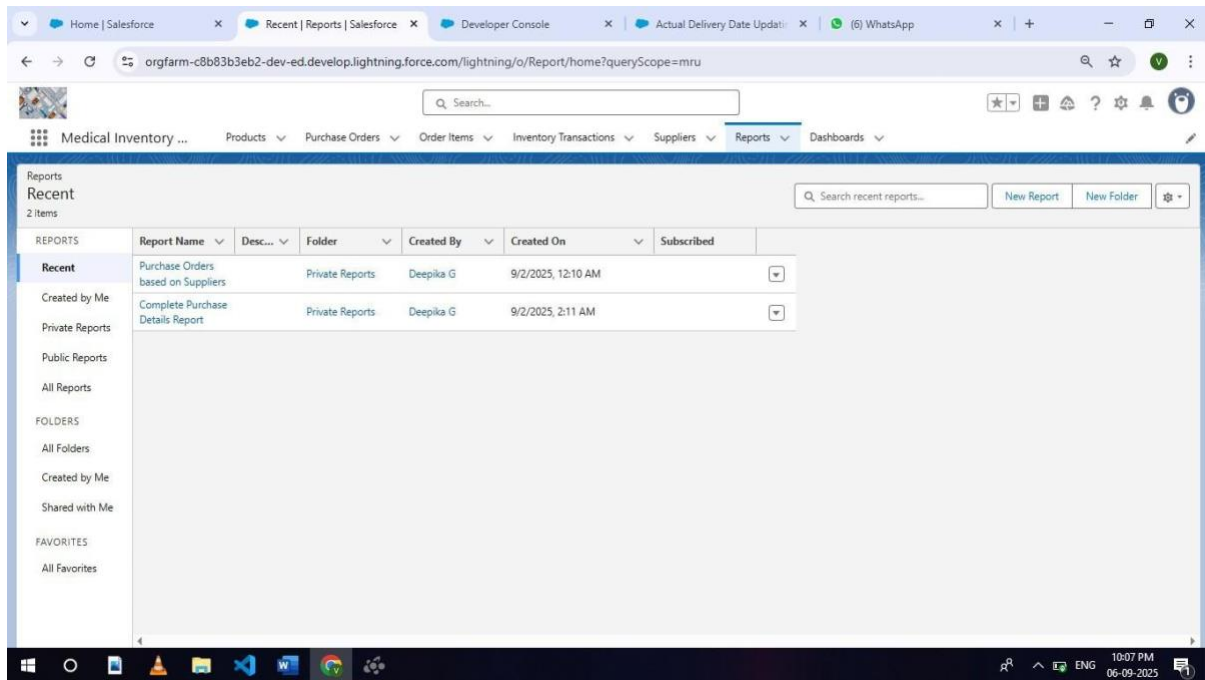 Home | Salesforce
Recent | Reports | Salesforce
Developer Console
Actual Delivery Date Updatin
(6) WhatsApp
orgfarm-c8b83b3eb2-dev-ed.develop.lightning.force.com/lightning/o/Report/home?queryScope=mru
V
Search...
Medical Inventory ...
Products
Purchase Orders
Order Items
Inventory Transactions
Suppliers
Reports
Dashboards
Reports
Recent
2 items
Search recent reports...
New Report
New Folder
REPORTS
Recent
Created by Me
Private Reports
Public Reports
All Reports
FOLDERS
All Folders
Created by Me
Shared with Me
FAVORITES
All Favorites
Report Name Desc... Folder Created By Created On Subscribed
Purchase Orders
based on Suppliers
Private Reports Deepika G 9/2/2025, 12:10 AM
Complete Purchase
Details Report
Private Reports Deepika G 9/2/2025, 2:11 AM
ENG
10:07 PM
06-09-2025